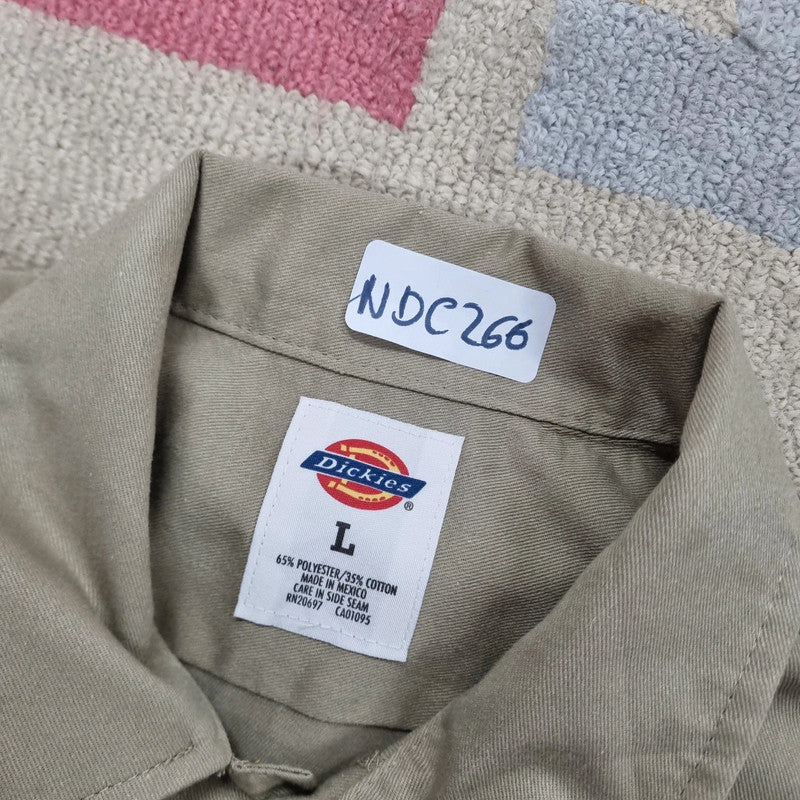 NDC266
Dickies®
L
65% POLYESTER/35% COTTON
MADE IN MEXICO
CARE IN SIDE SEAM
RN20697 CA01095